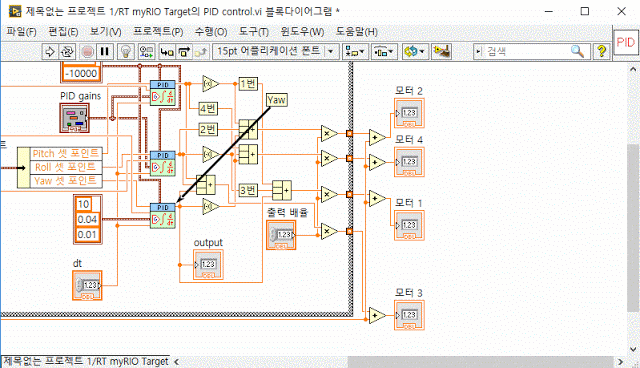 제목없는 프로젝트 1/RT myRIO Target의 PID control.vi 블록다이어그램 *
파일(F) 편집(E) 보기(V) 프로젝트(P) 수행(O) 도구(T) 윈도우(W) 도움말(H)
15pt 어플리케이션 폰트
검색
PID
-10000
PID
1번
Yaw
모터 2
PID gains
4번
2번
모터 4
Pitch 셋 포인트
Roll 셋 포인트
Yaw 셋 포인트
PID
3번
10
0.04
0.01
PID
출력 배율
모터 1
output
dt
모터 3
1.23
1.23
1.23
1.23
1.23
1.23
1.23
제목없는 프로젝트 1/RT myRIO Target